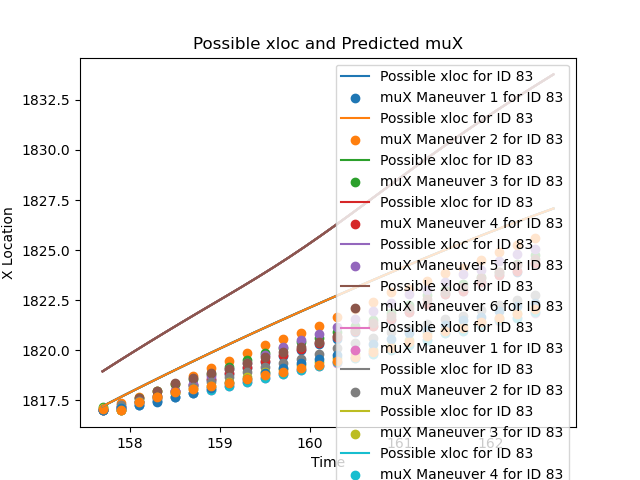 Possible xloc and Predicted muX
X Location
1832.5
1830.0
1827.5
1825.0
1822.5
1820.0
1817.5
158
159
160
161
162
Time
Possible xloc for ID 83
muX Maneuver 1 for ID 83
Possible xloc for ID 83
muX Maneuver 2 for ID 83
Possible xloc for ID 83
muX Maneuver 3 for ID 83
Possible xloc for ID 83
muX Maneuver 4 for ID 83
Possible xloc for ID 83
muX Maneuver 5 for ID 83
Possible xloc for ID 83
muX Maneuver 6 for ID 83
Possible xloc for ID 83
muX Maneuver 1 for ID 83
Possible xloc for ID 83
muX Maneuver 2 for ID 83
Possible xloc for ID 83
muX Maneuver 3 for ID 83
Possible xloc for ID 83
muX Maneuver 4 for ID 83